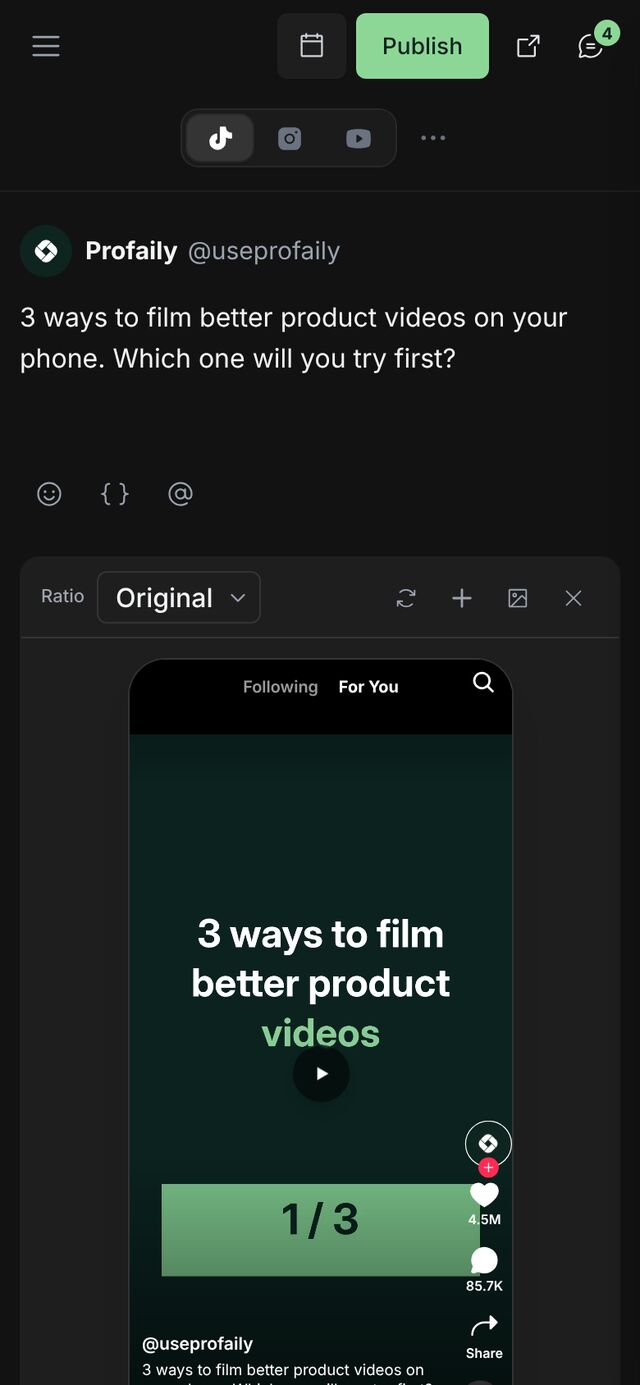 Publish
4
Profaily @useprofaily
3 ways to film better product videos on your
phone. Which one will you try first?
{ } @
Ratio Original
Following For You
3 ways to film
better product
videos
1/3
4.5M
85.7K
Share
@useprofaily
3 ways to film better product videos on